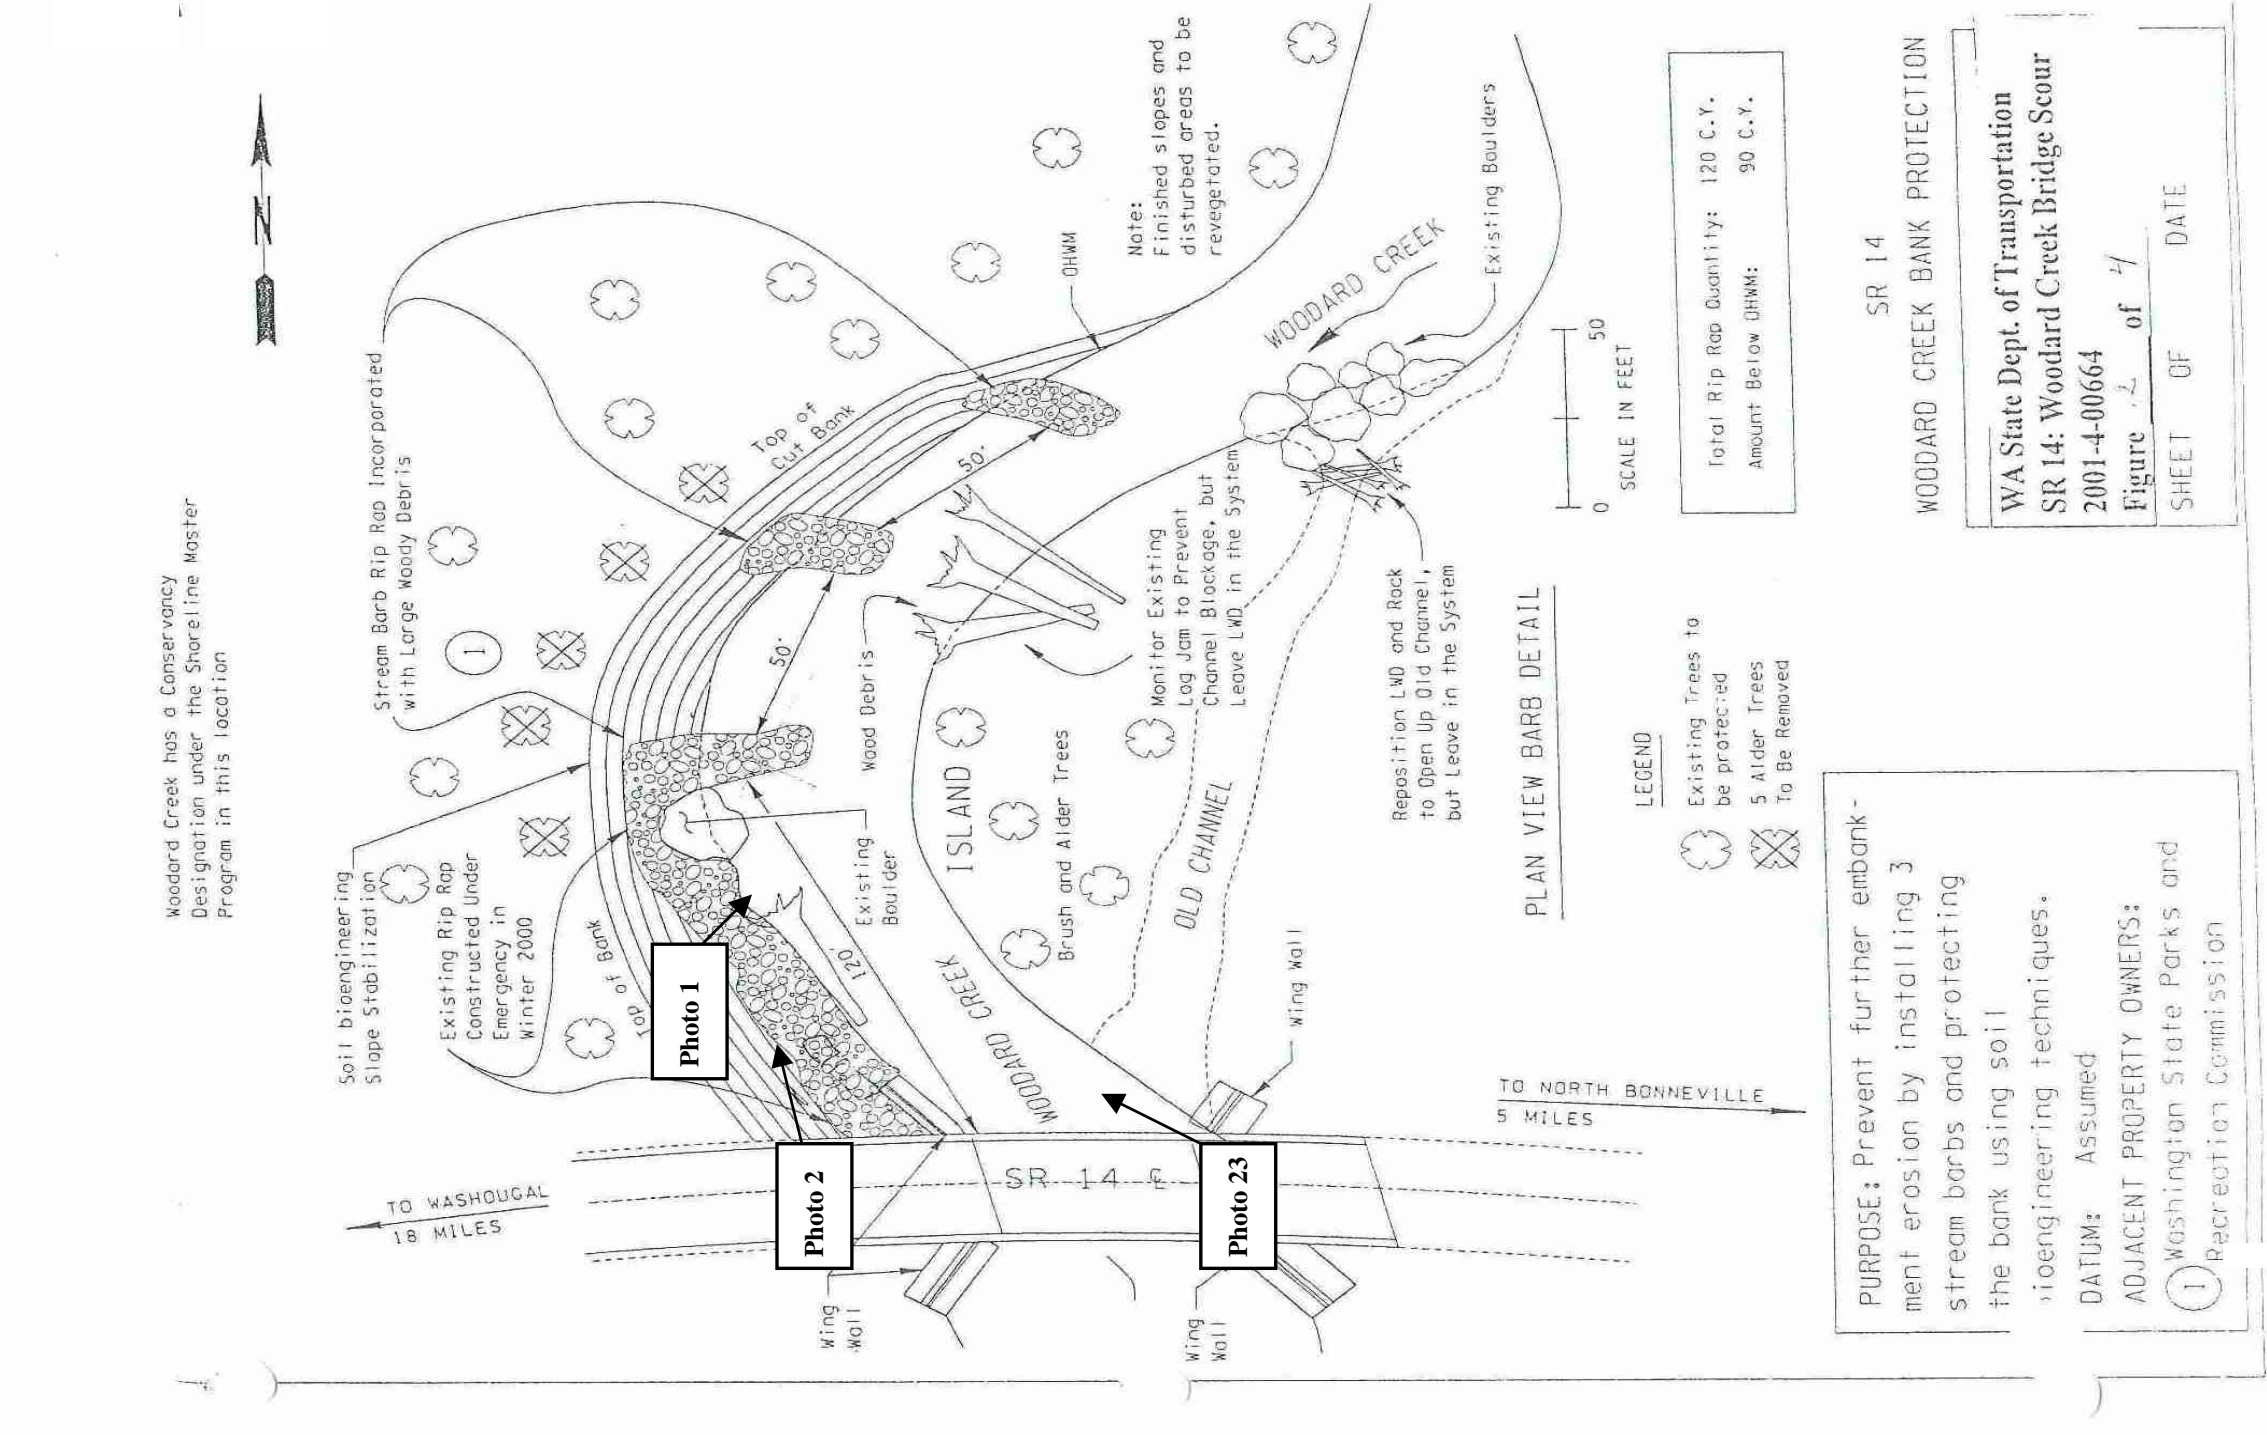 Woodard Creek has a Conservancy
Designation under the Shoreline Master
Program in this location
N
Stream Barb Rip Rap Incorporated
with Large Woody Debris
1
Soil bioengineering
Slope Stabilization
Existing Rip Rap
Constructed Under
Emergency in
Winter 2000
Top of Bank
Top of
Cut Bank
OHWM
Note:
Finished slopes and
disturbed areas to be
revegetated.
50'
50'
120'
Wood Debris
Existing
Boulder
ISLAND
Brush and Alder Trees
Monitor Existing
Log Jam to Prevent
Channel Blockage, but
Leave LWD in the System
WOODARD CREEK
Existing Boulders
WOODARD CREEK
OLD CHANNEL
Reposition LWD and Rock
to Open Up Old Channel,
but Leave in the System
Wing Wall
Wing
Wall
Wing
Wall
TO WASHOUGAL
18 MILES
SR 14 ℄
TO NORTH BONNEVILLE
5 MILES
Photo 1
Photo 2
Photo 23
PLAN VIEW BARB DETAIL
0 50
SCALE IN FEET
LEGEND
Existing Trees to
be protected
5 Alder Trees
To Be Removed
Total Rip Rap Quantity: 120 C.Y.
Amount Below OHWM: 90 C.Y.
PURPOSE: Prevent further embank-
ment erosion by installing 3
stream barbs and protecting
the bank using soil
bioengineering techniques.
DATUM: Assumed
ADJACENT PROPERTY OWNERS:
1 Washington State Parks and
Recreation Commission
SR 14
WOODARD CREEK BANK PROTECTION
WA State Dept. of Transportation
SR 14: Woodard Creek Bridge Scour
2001-4-00664
Figure 2 of 4
SHEET OF DATE